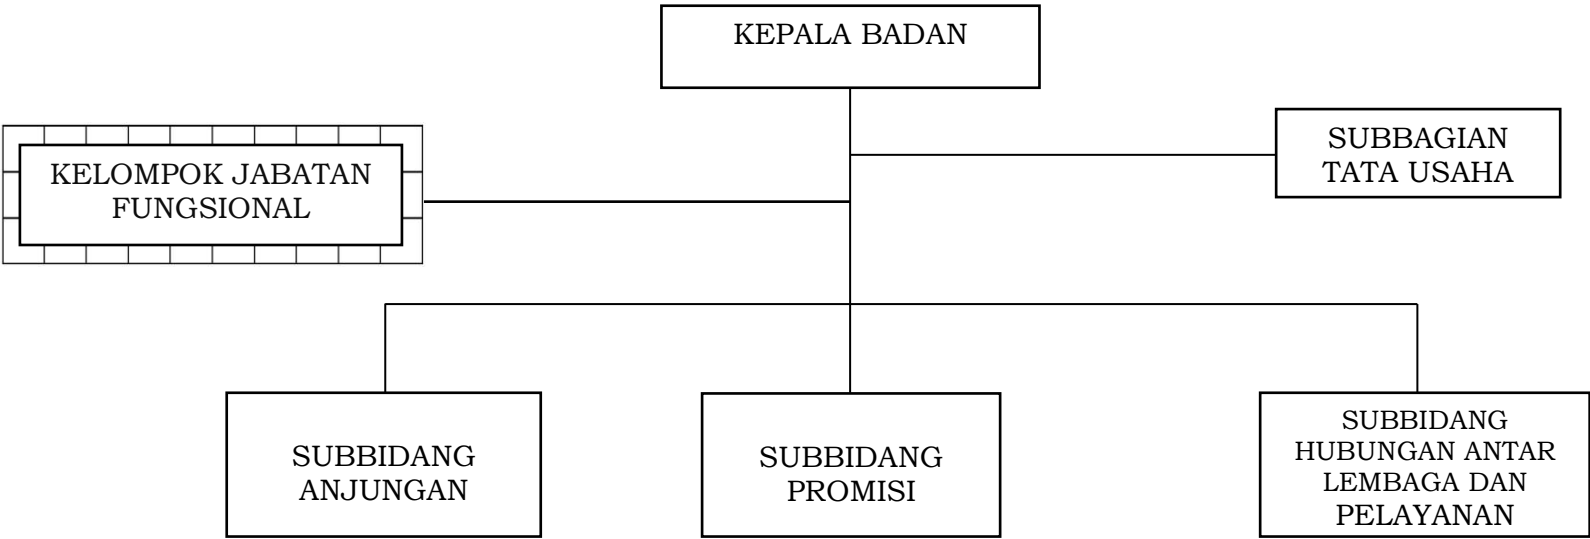 KEPALA BADAN
SUBBAGIAN
TATA USAHA
KELOMPOK JABATAN
FUNGSIONAL
SUBBIDANG
ANJUNGAN
SUBBIDANG
PROMISI
SUBBIDANG
HUBUNGAN ANTAR
LEMBAGA DAN
PELAYANAN